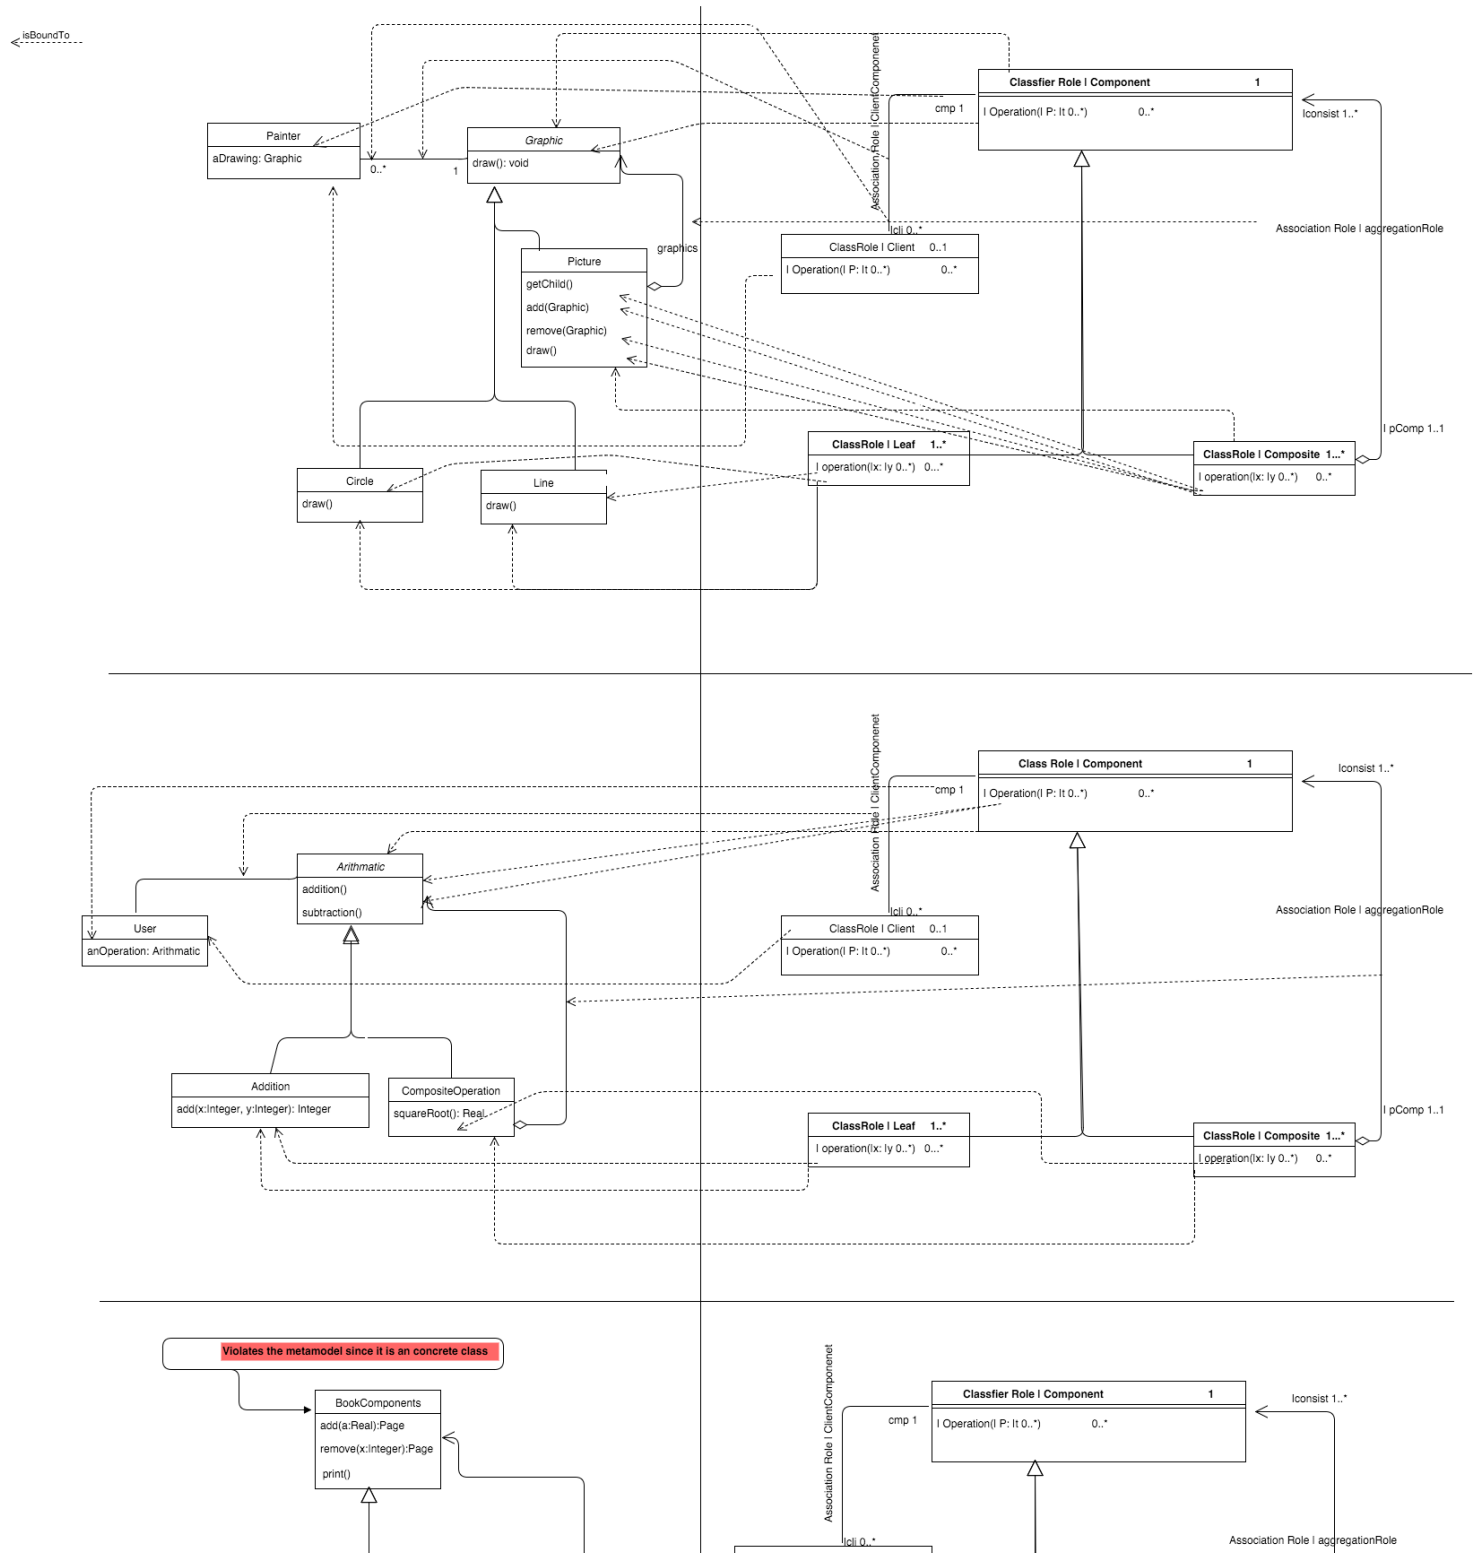 isBoundTo
Painter
aDrawing: Graphic
0..*
1
Graphic
draw(): void
graphics
Picture
getChild()
add(Graphic)
remove(Graphic)
draw()
Circle
draw()
Line
draw()
Association Role I ClientComponenet
cmp 1
Classfier Role I Component 1
I Operation(I P: It 0..*) 0..*
Iconsist 1..*
Icli 0..*
ClassRole I Client 0..1
I Operation(I P: It 0..*) 0..*
Association Role I aggregationRole
I pComp 1..1
ClassRole I Leaf 1..*
I operation(Ix: Iy 0..*) 0...*
ClassRole I Composite 1...*
I operation(Ix: Iy 0..*) 0..*
Arithmatic
addition()
subtraction()
User
anOperation: Arithmatic
Addition
add(x:Integer, y:Integer): Integer
CompositeOperation
squareRoot(): Real
Association Role I ClientComponenet
cmp 1
Class Role I Component 1
I Operation(I P: It 0..*) 0..*
Iconsist 1..*
Icli 0..*
ClassRole I Client 0..1
I Operation(I P: It 0..*) 0..*
Association Role I aggregationRole
I pComp 1..1
ClassRole I Leaf 1..*
I operation(Ix: Iy 0..*) 0...*
ClassRole I Composite 1...*
I operation(Ix: Iy 0..*) 0..*
Violates the metamodel since it is an concrete class
BookComponents
add(a:Real):Page
remove(x:Integer):Page
print()
Association Role I ClientComponenet
cmp 1
Classfier Role I Component 1
I Operation(I P: It 0..*) 0..*
Iconsist 1..*
Icli 0..*
Association Role I aggregationRole